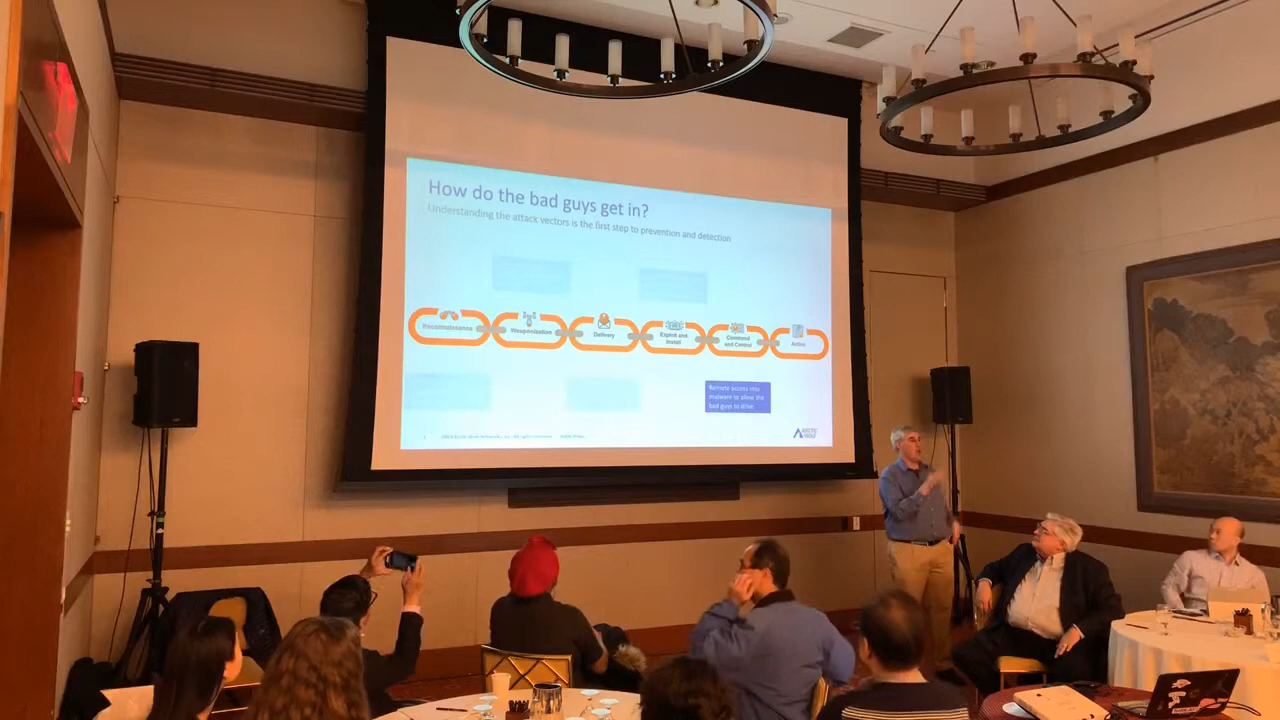 How do the bad guys get in?
Understanding the attack vectors is the first step to prevention and detection
Reconnaissance
Weaponization
Delivery
Exploit and
Install
Command
and Control
Action
Remote access into
malware to allow the
bad guys to drive
ARCTIC
WOLF